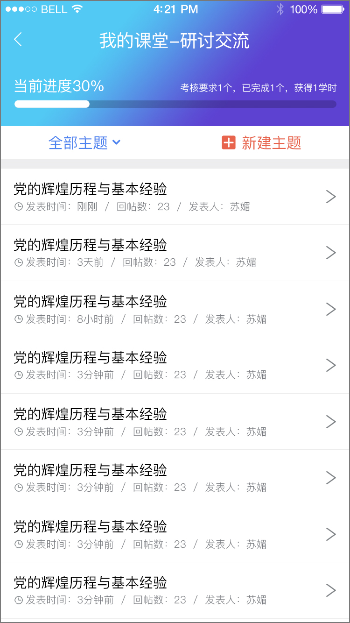 BELL 4:21 PM 100%
我的课堂-研讨交流
当前进度30% 考核要求1个，已完成1个，获得1学时
全部主题 新建主题
党的辉煌历程与基本经验
发表时间：刚刚 / 回帖数：23 / 发表人：苏媚
党的辉煌历程与基本经验
发表时间：3天前 / 回帖数：23 / 发表人：苏媚
党的辉煌历程与基本经验
发表时间：8小时前 / 回帖数：23 / 发表人：苏媚
党的辉煌历程与基本经验
发表时间：3分钟前 / 回帖数：23 / 发表人：苏媚
党的辉煌历程与基本经验
发表时间：3分钟前 / 回帖数：23 / 发表人：苏媚
党的辉煌历程与基本经验
发表时间：3分钟前 / 回帖数：23 / 发表人：苏媚
党的辉煌历程与基本经验
发表时间：3分钟前 / 回帖数：23 / 发表人：苏媚
党的辉煌历程与基本经验
发表时间：3分钟前 / 回帖数：23 / 发表人：苏媚